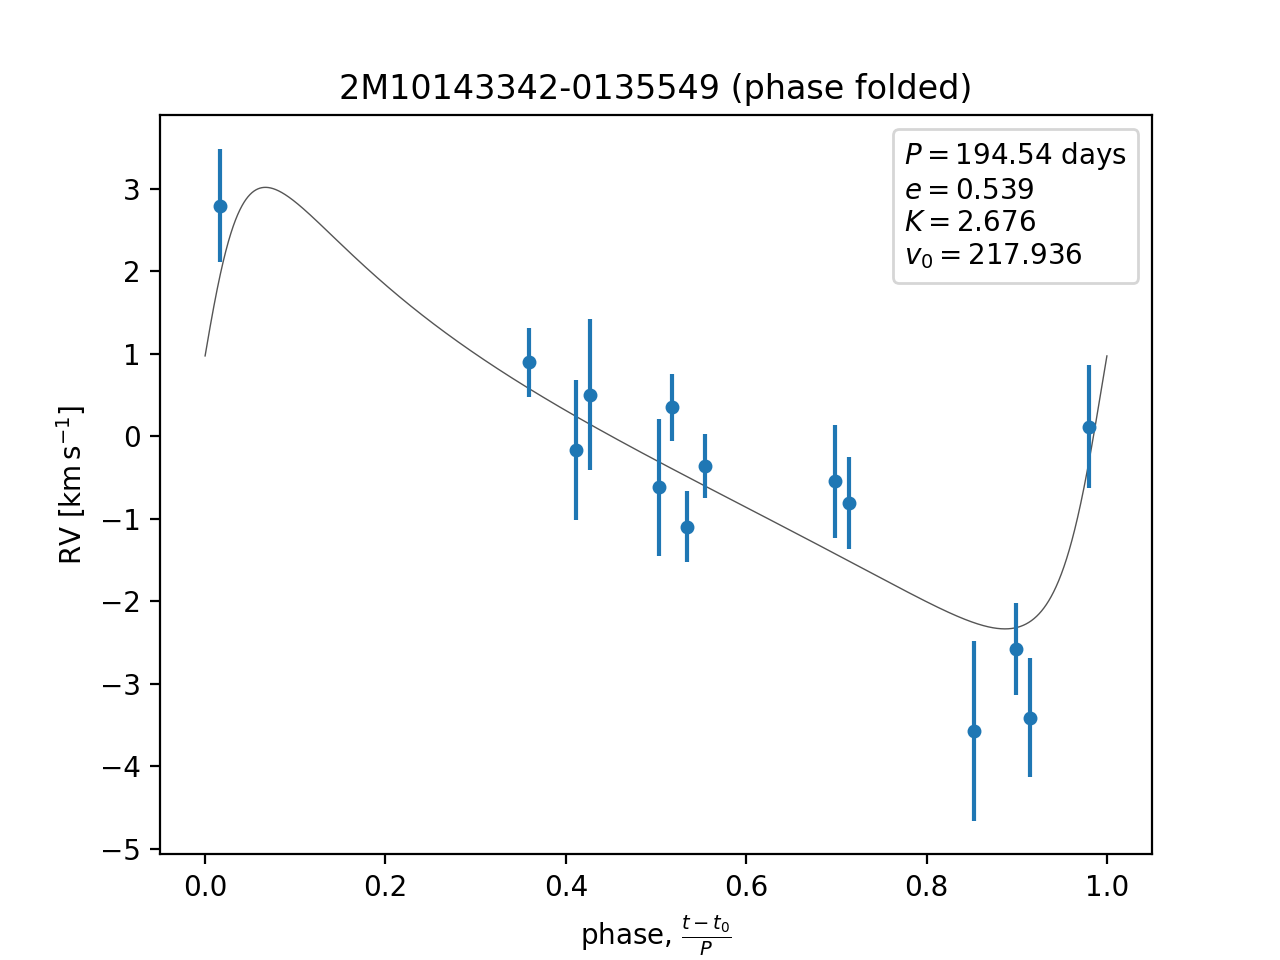 2M10143342-0135549 (phase folded)
P = 194.54 days
e = 0.539
K = 2.676
v₀ = 217.936
RV [km s⁻¹]
3
2
1
0
−1
−2
−3
−4
−5
0.0 0.2 0.4 0.6 0.8 1.0
phase, (t − t₀)/P